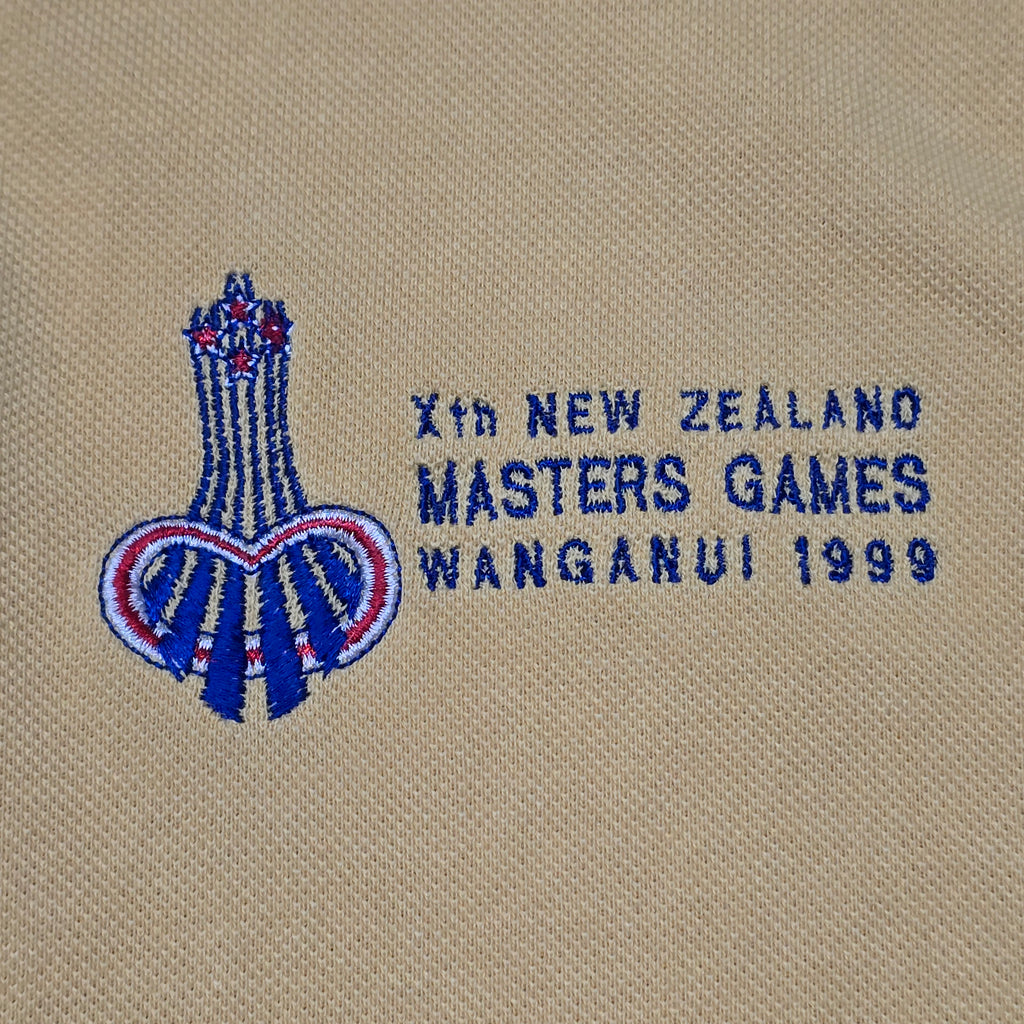 Xth NEW ZEALAND
MASTERS GAMES
WANGANUI 1999